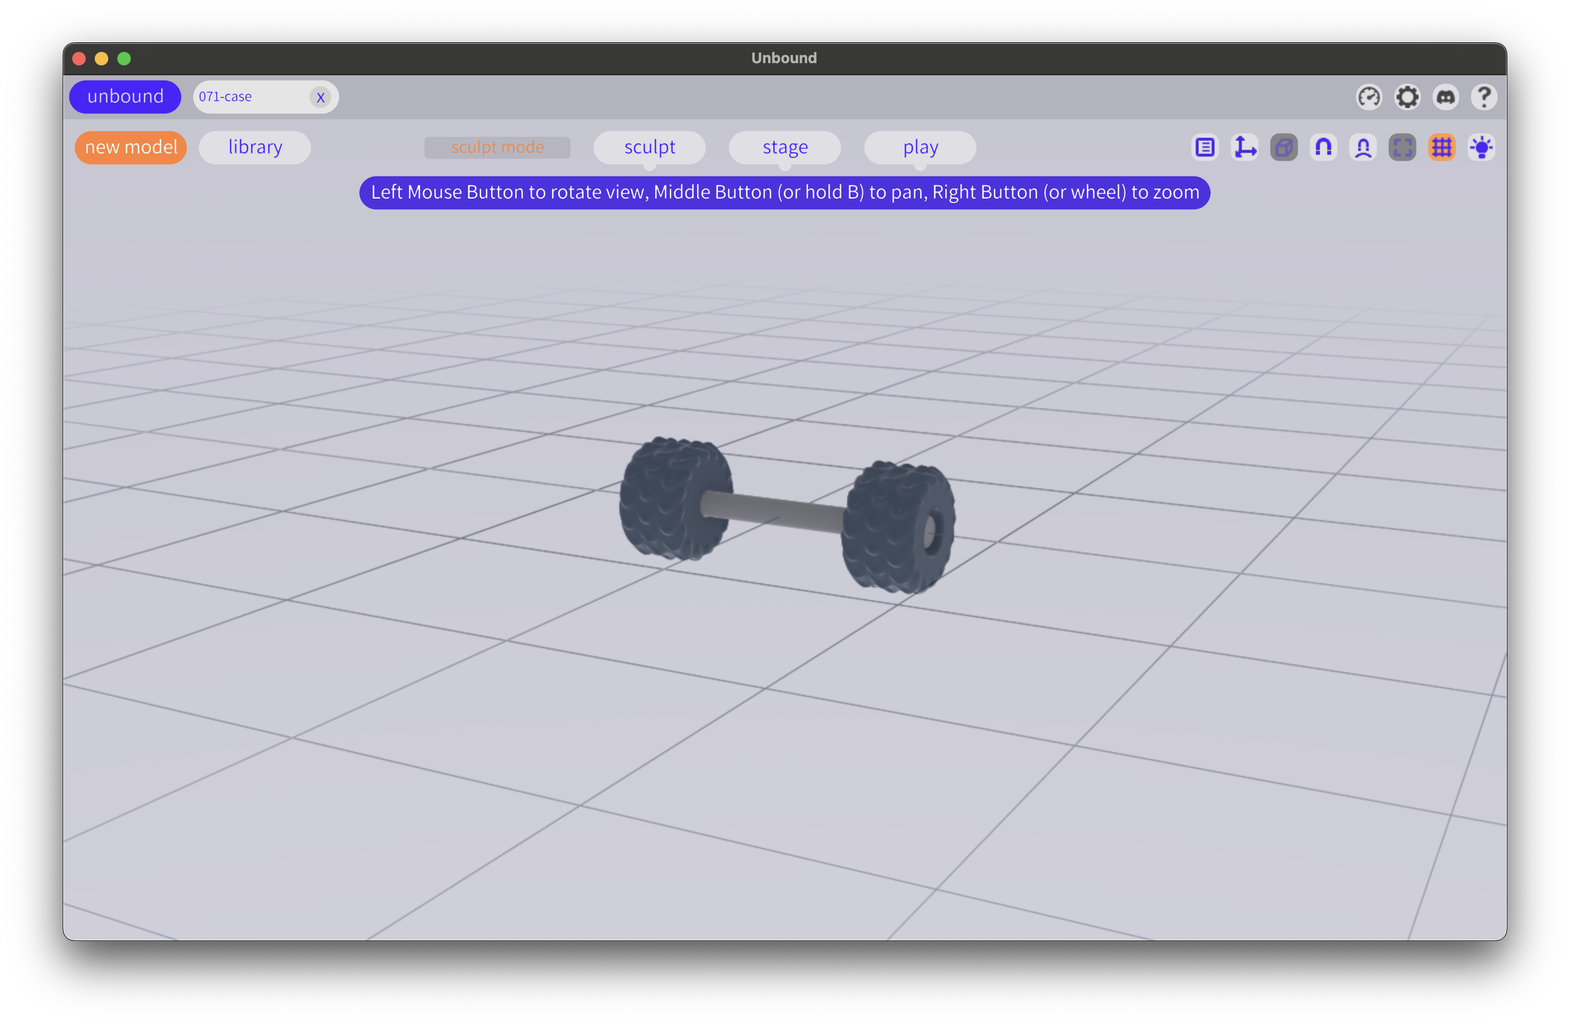 Unbound
unbound
071-case
X
new model
library
sculpt mode
sculpt
stage
play
Left Mouse Button to rotate view, Middle Button (or hold B) to pan, Right Button (or wheel) to zoom
?